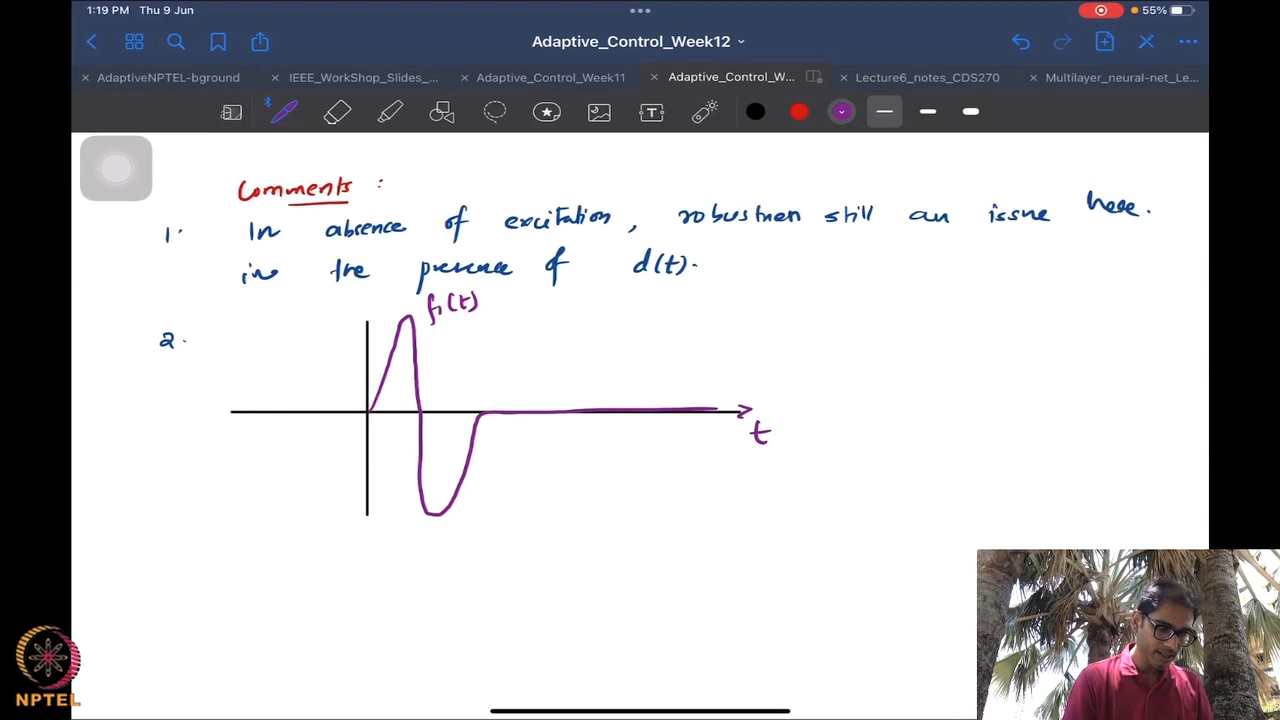 1:19 PM Thu 9 Jun
55%
Adaptive_Control_Week12
AdaptiveNPTEL-bground
IEEE_WorkShop_Slides_...
Adaptive_Control_Week11
Adaptive_Control_W...
Lecture6_notes_CDS270
Multilayer_neural-net_Le...
Comments :
1. In absence of excitation, robustness still an issue here.
in the presence of d(t).
2.
t
NPTEL